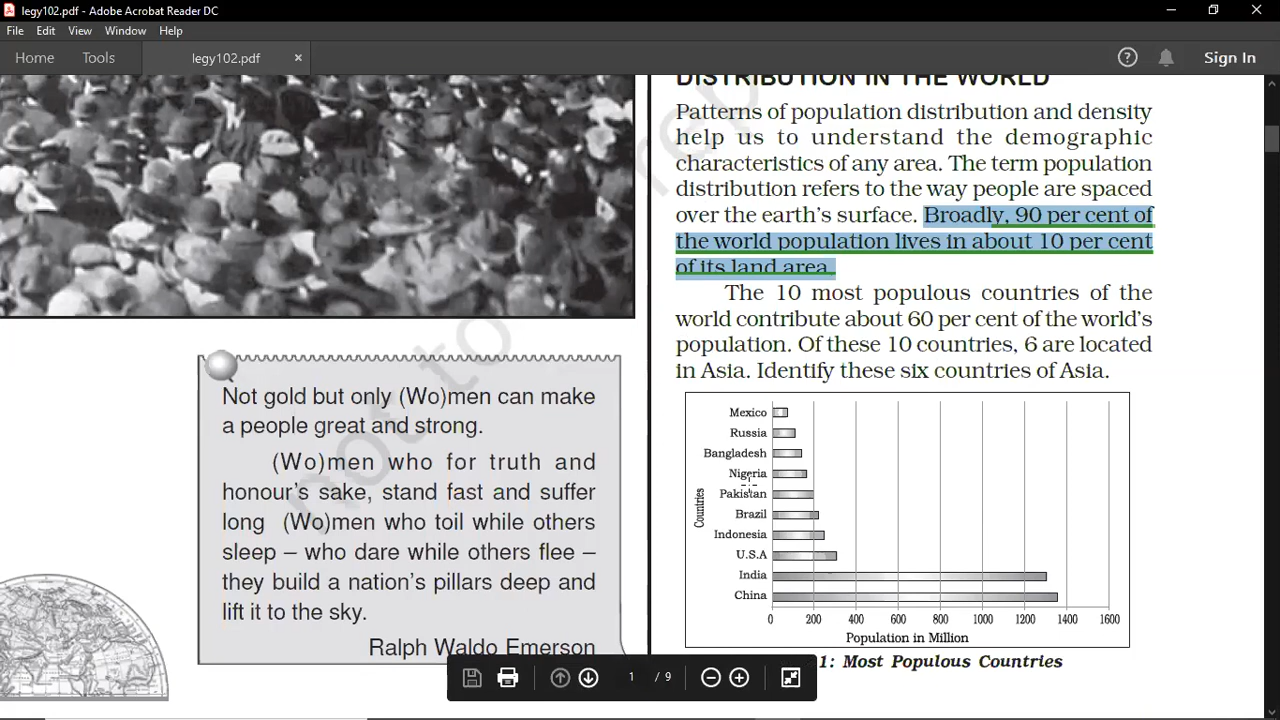 legy102.pdf - Adobe Acrobat Reader DC
File Edit View Window Help
Home Tools legy102.pdf × ? Sign In
DISTRIBUTION IN THE WORLD
Patterns of population distribution and density
help us to understand the demographic
characteristics of any area. The term population
distribution refers to the way people are spaced
over the earth's surface. Broadly, 90 per cent of
the world population lives in about 10 per cent
of its land area.
The 10 most populous countries of the
world contribute about 60 per cent of the world's
population. Of these 10 countries, 6 are located
in Asia. Identify these six countries of Asia.
Not gold but only (Wo)men can make
a people great and strong.
(Wo)men who for truth and
honour's sake, stand fast and suffer
long (Wo)men who toil while others
sleep – who dare while others flee –
they build a nation's pillars deep and
lift it to the sky.
Ralph Waldo Emerson
Countries
Mexico
Russia
Bangladesh
Nigeria
Pakistan
Brazil
Indonesia
U.S.A
India
China
0 200 400 600 800 1000 1200 1400 1600
Population in Million
1: Most Populous Countries
not to
rep
1 / 9